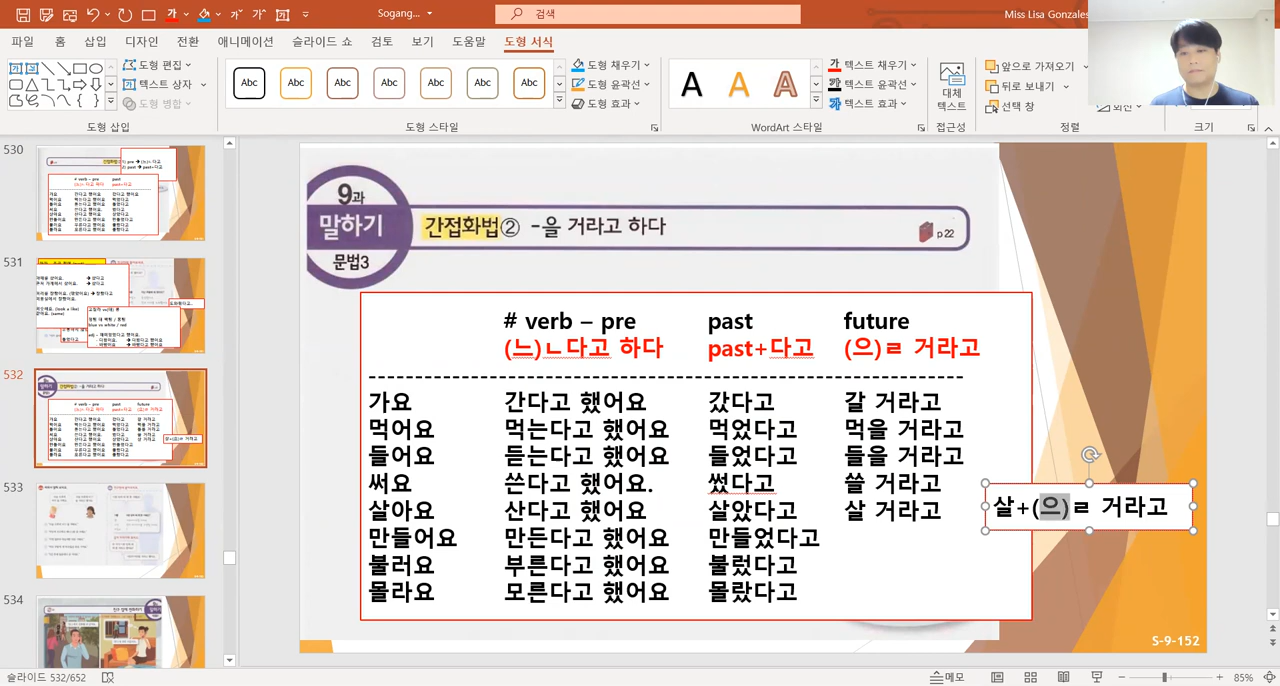 Sogang...
검색
Miss Lisa Gonzales
파일 홈 삽입 디자인 전환 애니메이션 슬라이드 쇼 검토 보기 도움말 도형 서식
도형 편집
텍스트 상자
도형 병합
도형 삽입
Abc Abc Abc Abc Abc Abc Abc
도형 채우기
도형 윤곽선
도형 효과
도형 스타일
A A A
텍스트 채우기
텍스트 윤곽선
텍스트 효과
WordArt 스타일
대체
텍스트
접근성
앞으로 가져오기
뒤로 보내기
선택 창
회전
정렬
크기
530
531
532
533
534
9과
말하기
문법3
간접화법② -을 거라고 하다
p22
# verb – pre past future
(느)ㄴ다고 하다 past+다고 (으)ㄹ 거라고
----------------------------------------------------------------
가요 간다고 했어요 갔다고 갈 거라고
먹어요 먹는다고 했어요 먹었다고 먹을 거라고
들어요 듣는다고 했어요 들었다고 들을 거라고
써요 쓴다고 했어요. 썼다고 쓸 거라고
살아요 산다고 했어요 살았다고 살 거라고
만들어요 만든다고 했어요 만들었다고
불러요 부른다고 했어요 불렀다고
몰라요 모른다고 했어요 몰랐다고
살+(으)ㄹ 거라고
S-9-152
슬라이드 532/652
메모
85%